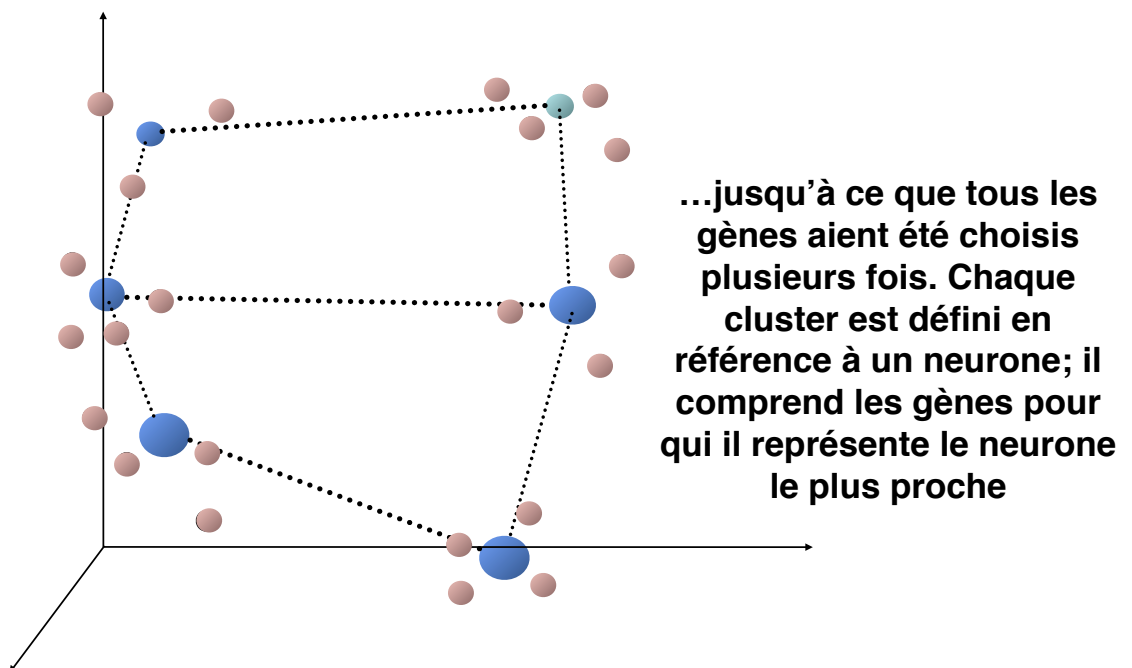 …jusqu’à ce que tous les
gènes aient été choisis
plusieurs fois. Chaque
cluster est défini en
référence à un neurone; il
comprend les gènes pour
qui il représente le neurone
le plus proche